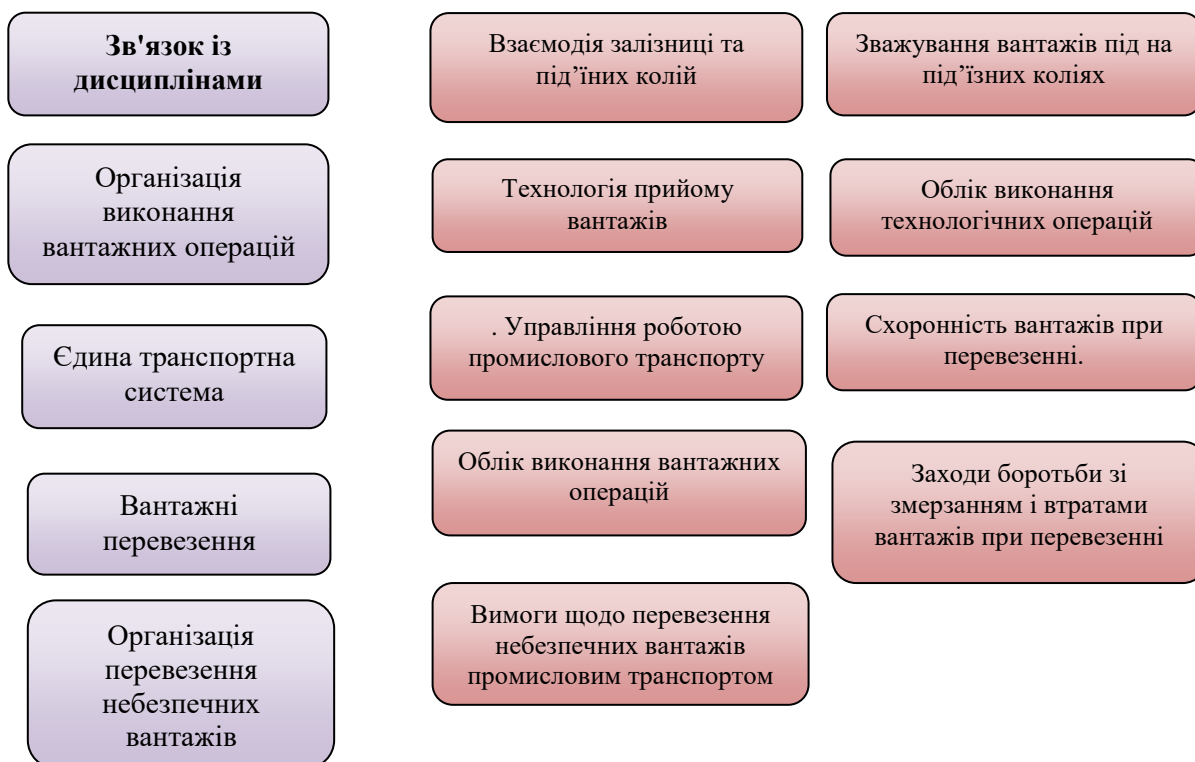 Зв'язок із
дисциплінами
Організація
виконання
вантажних операцій
Єдина транспортна
система
Вантажні
перевезення
Організація
перевезення
небезпечних
вантажів
Взаємодія залізниці та
під’їних колій
Технологія прийому
вантажів
. Управління роботою
промислового транспорту
Облік виконання вантажних
операцій
Вимоги щодо перевезення
небезпечних вантажів
промисловим транспортом
Зважування вантажів під на
під’їзних коліях
Облік виконання
технологічних операцій
Схоронність вантажів при
перевезенні.
Заходи боротьби зі
змерзанням і втратами
вантажів при перевезенні